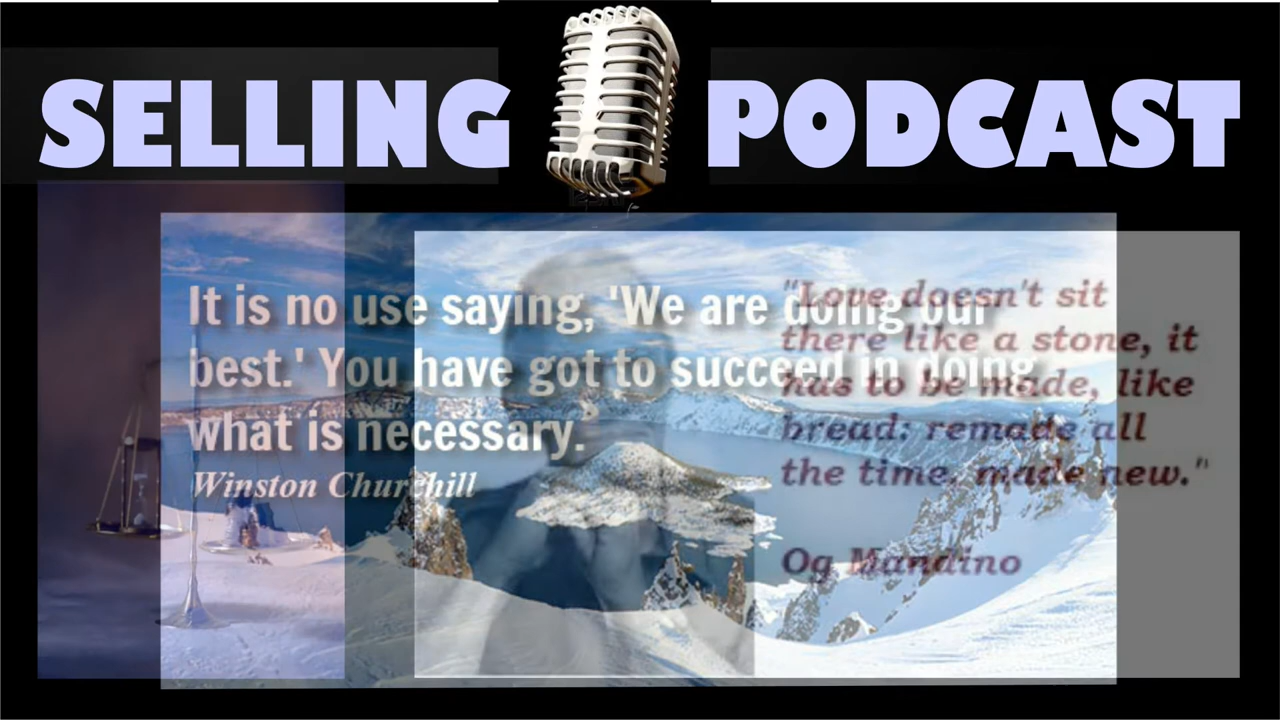 SELLING PODCAST
It is no use saying, 'We are doing our
best.' You have got to succeed in doing
what is necessary.
Winston Churchill
"Love doesn't sit
there like a stone, it
has to be made, like
bread: remade all
the time, made new."
Og Mandino